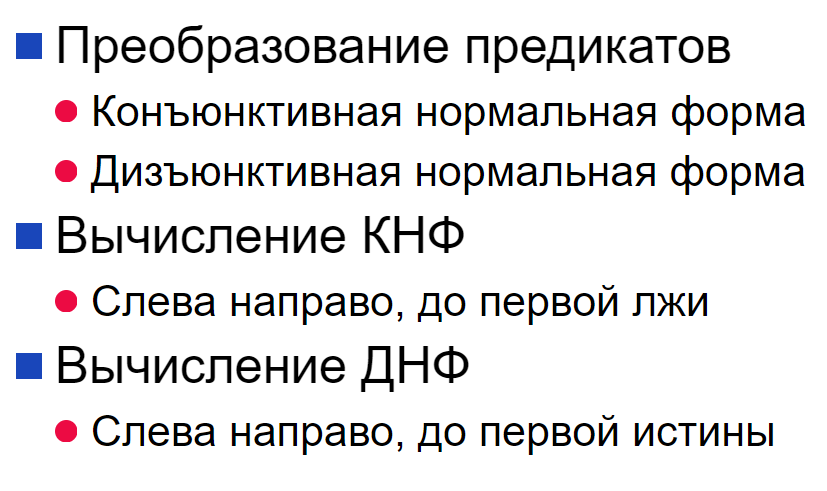 Преобразование предикатов
Конъюнктивная нормальная форма
Дизъюнктивная нормальная форма
Вычисление КНФ
Слева направо, до первой лжи
Вычисление ДНФ
Слева направо, до первой истины